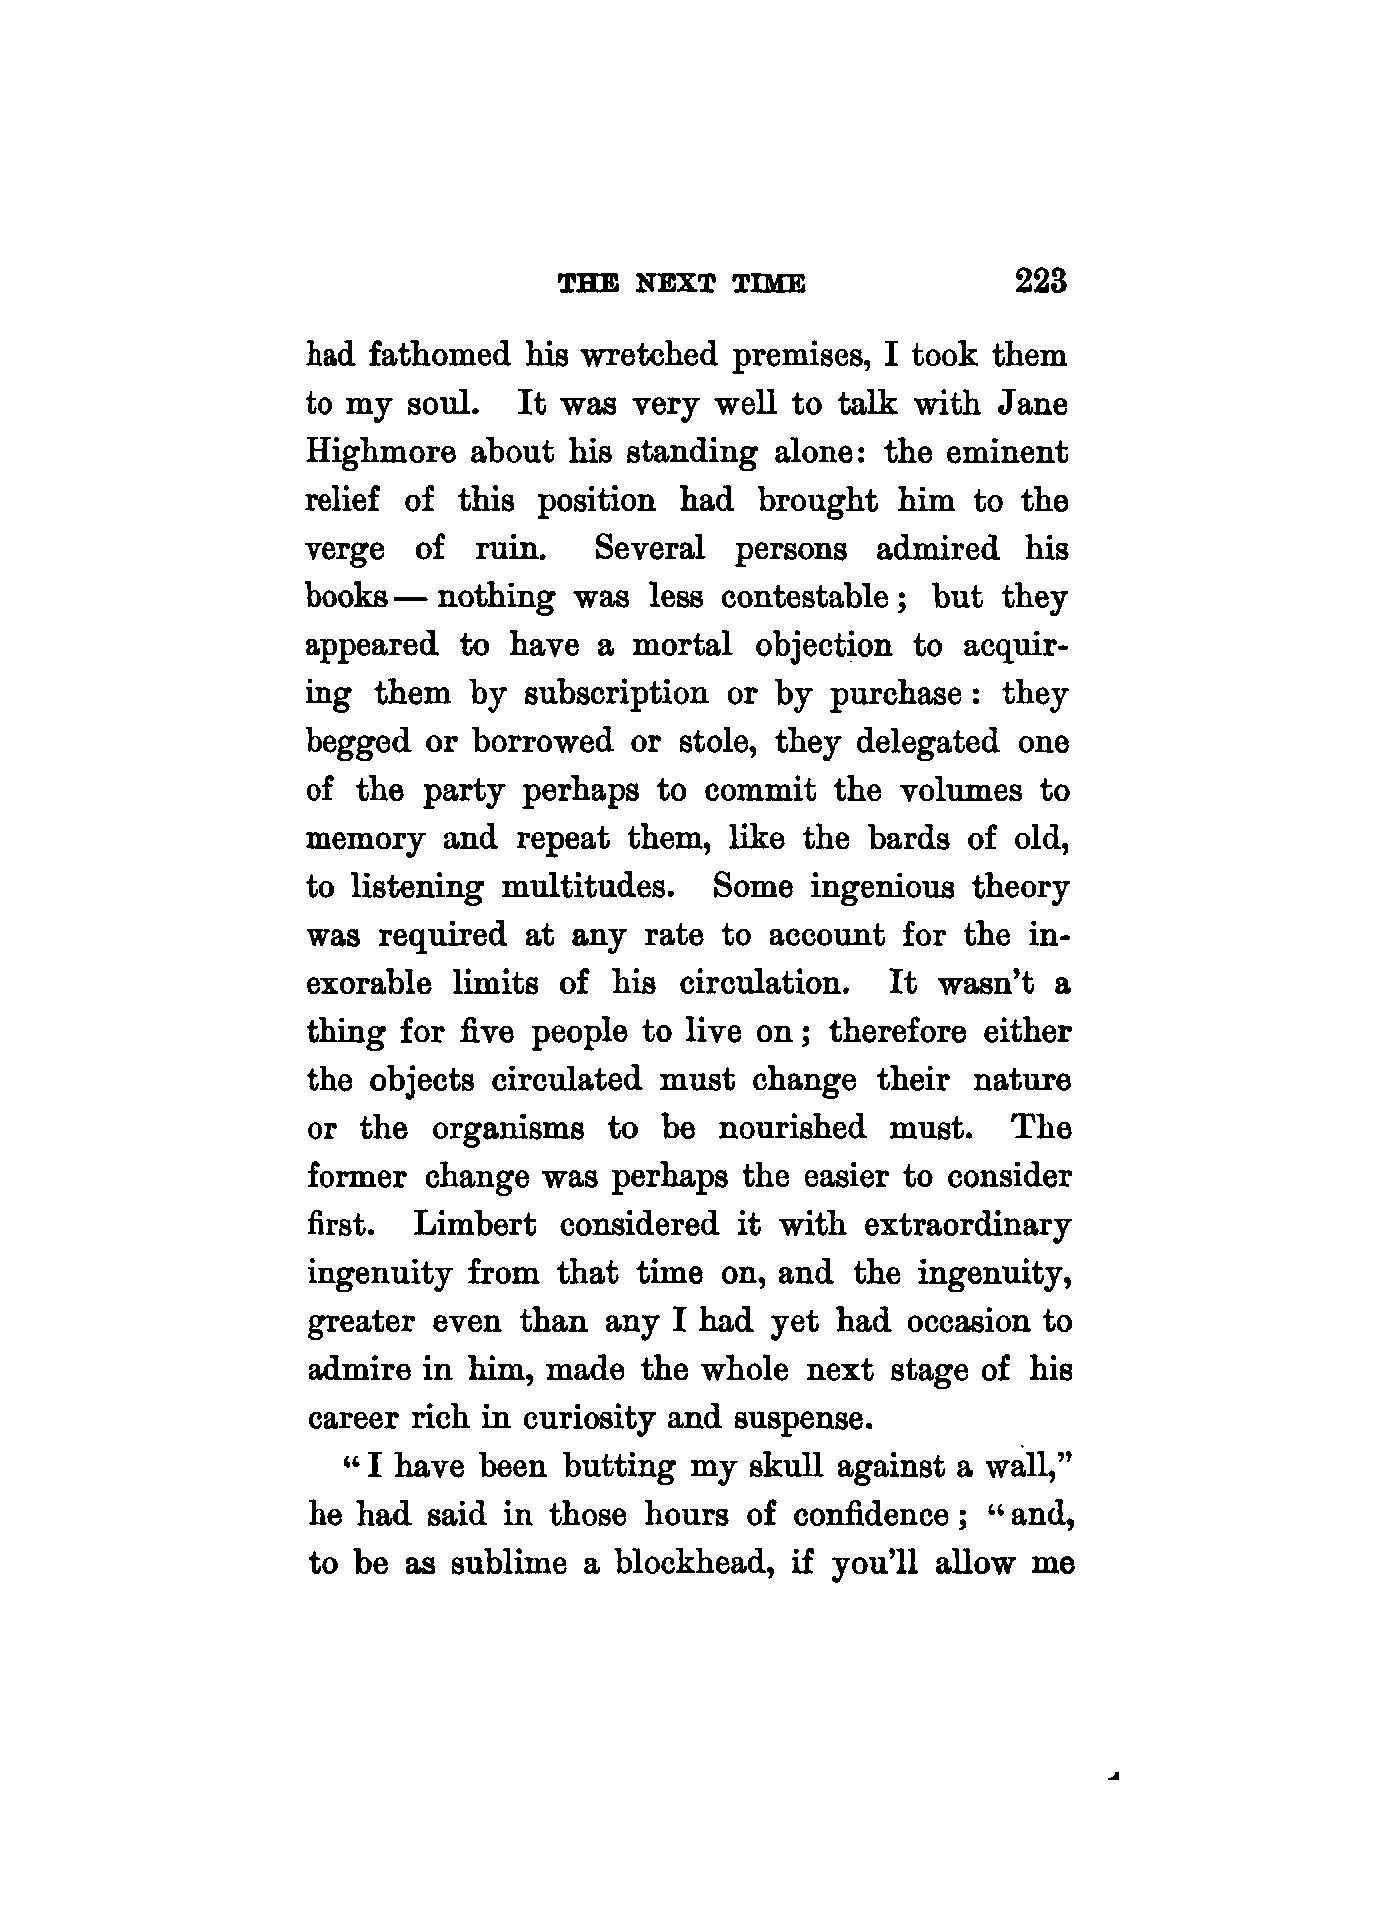 THE NEXT TIME 223
had fathomed his wretched premises, I took them
to my soul. It was very well to talk with Jane
Highmore about his standing alone: the eminent
relief of this position had brought him to the
verge of ruin. Several persons admired his
books — nothing was less contestable; but they
appeared to have a mortal objection to acquir-
ing them by subscription or by purchase: they
begged or borrowed or stole, they delegated one
of the party perhaps to commit the volumes to
memory and repeat them, like the bards of old,
to listening multitudes. Some ingenious theory
was required at any rate to account for the in-
exorable limits of his circulation. It wasn't a
thing for five people to live on; therefore either
the objects circulated must change their nature
or the organisms to be nourished must. The
former change was perhaps the easier to consider
first. Limbert considered it with extraordinary
ingenuity from that time on, and the ingenuity,
greater even than any I had yet had occasion to
admire in him, made the whole next stage of his
career rich in curiosity and suspense.
"I have been butting my skull against a wall,"
he had said in those hours of confidence; "and,
to be as sublime a blockhead, if you'll allow me